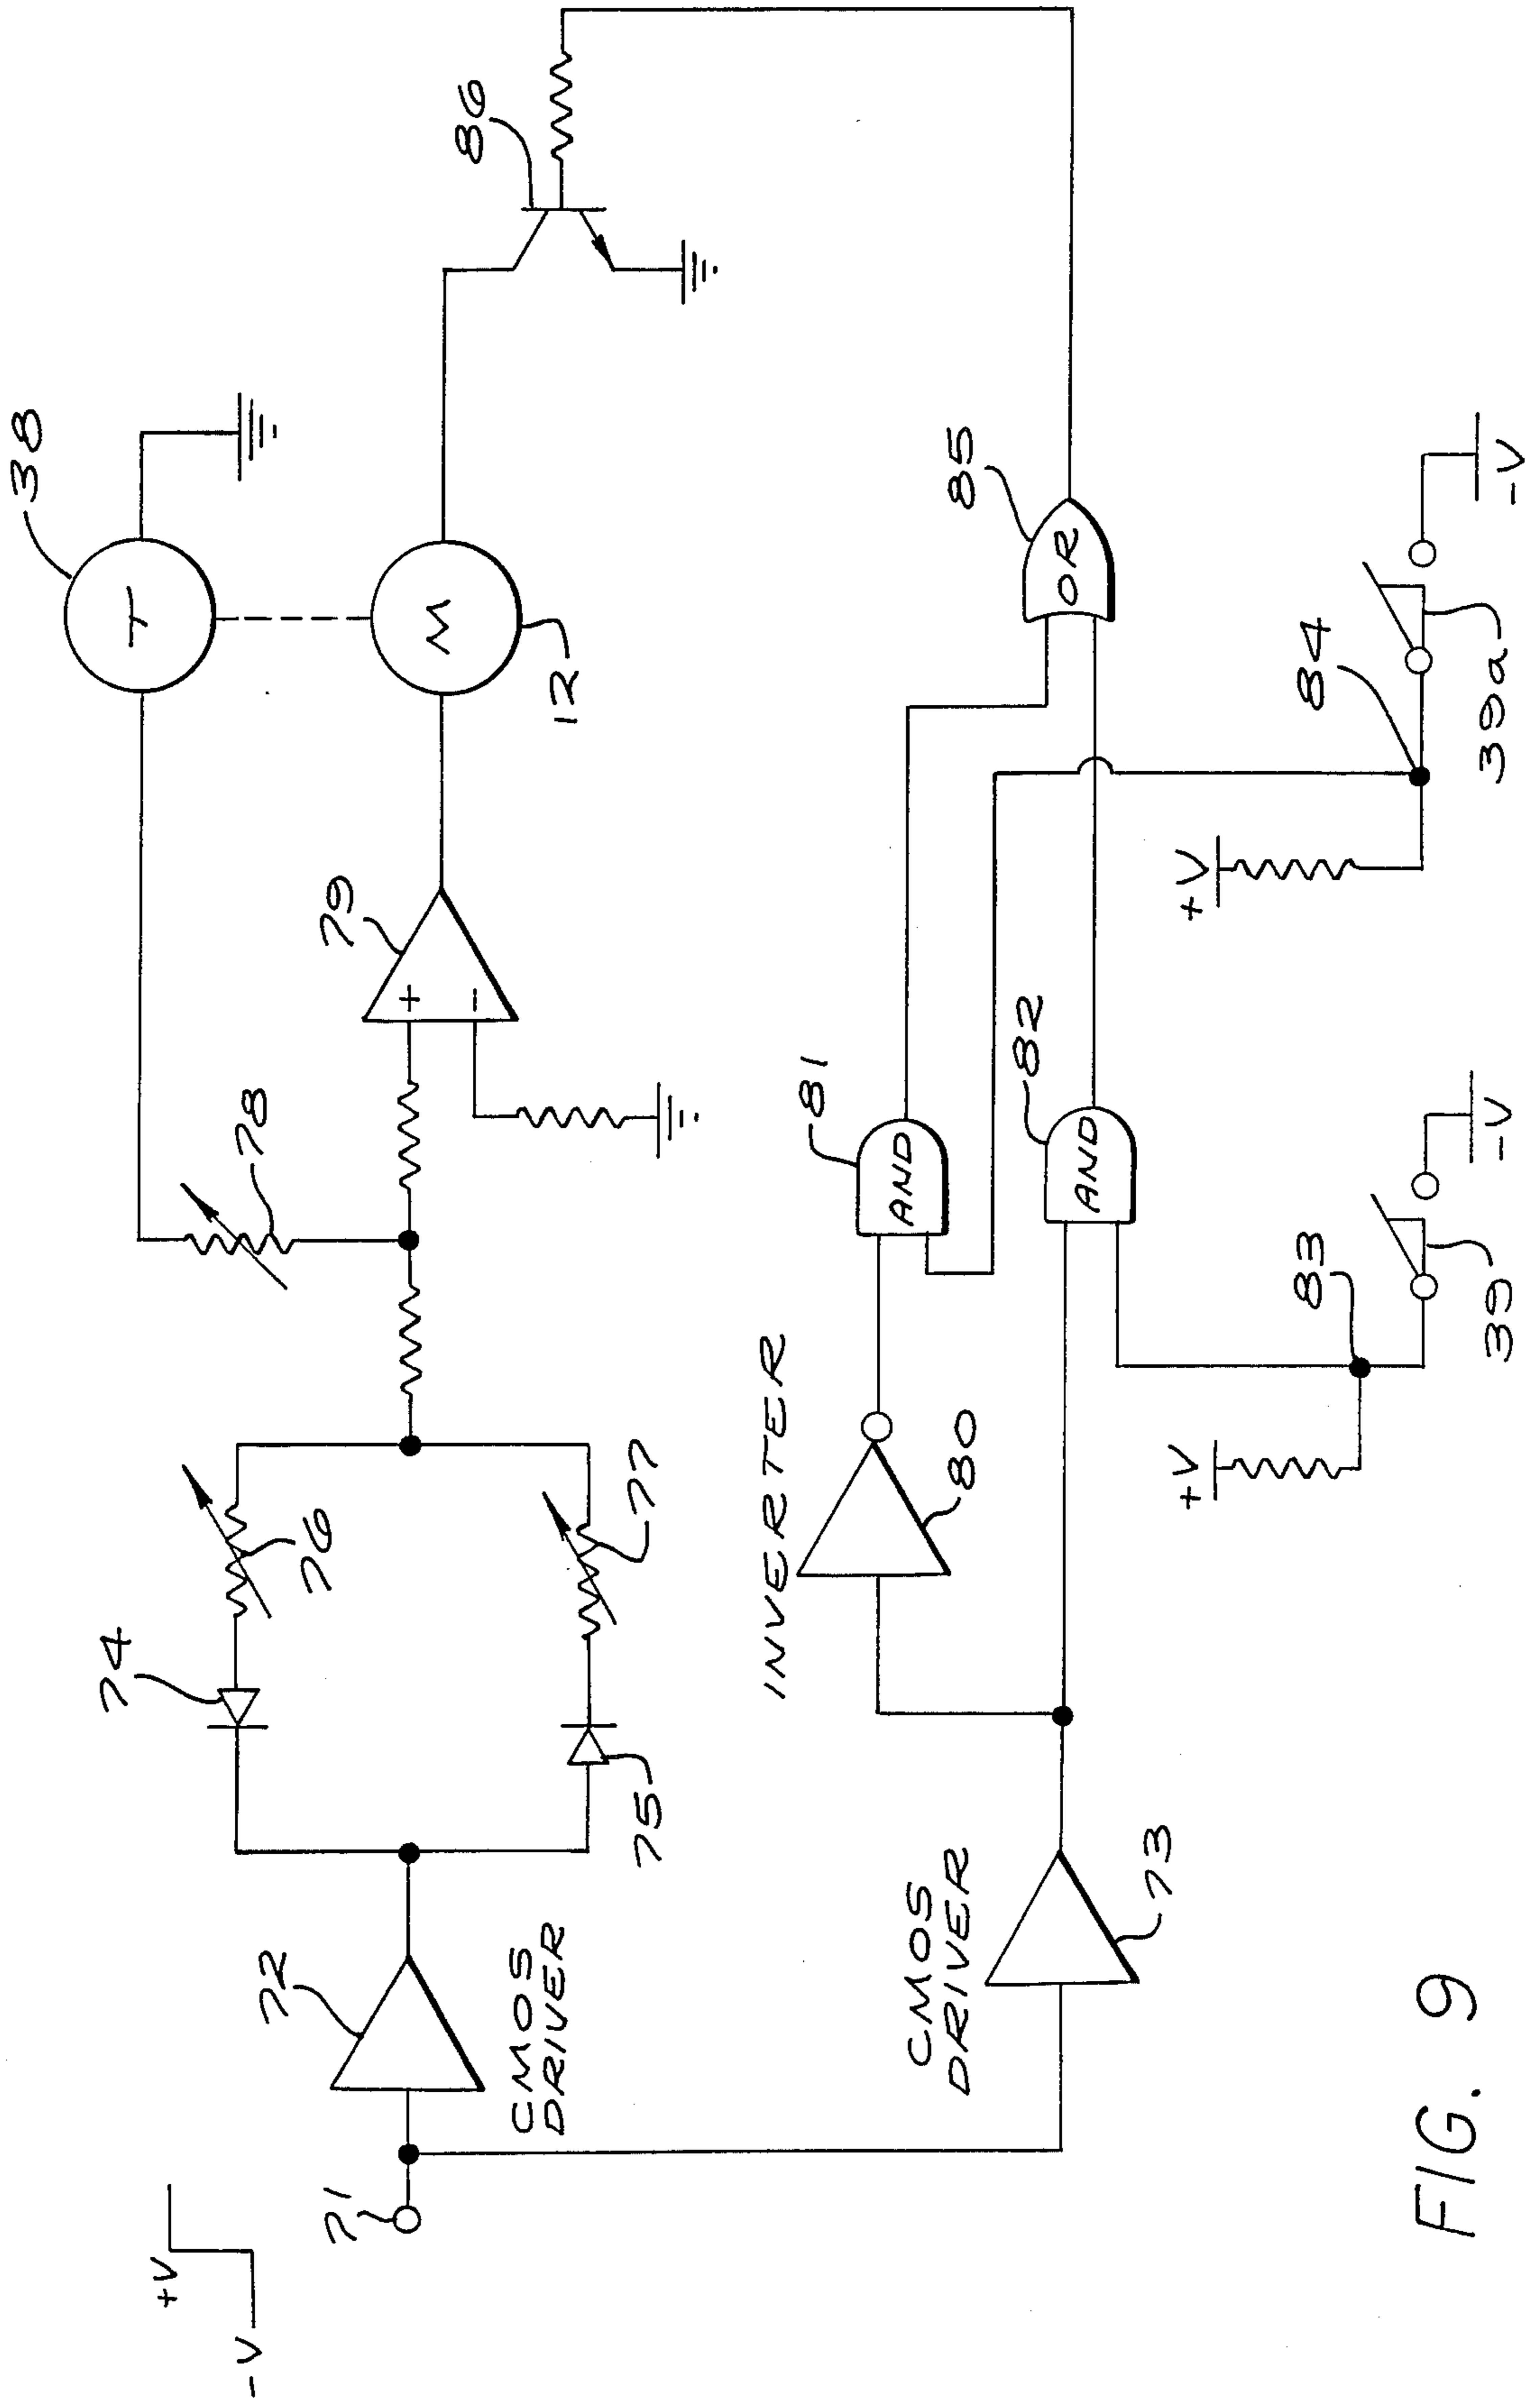 +V
-V
71
72
CMOS
DRIVER
74
76
75
77
78
79
+
-
T
38
M
12
86
CMOS
DRIVER
73
INVERTER
80
AND
81
AND
82
OR
85
+V
83
39
-V
+V
84
39a
-V
FIG. 9